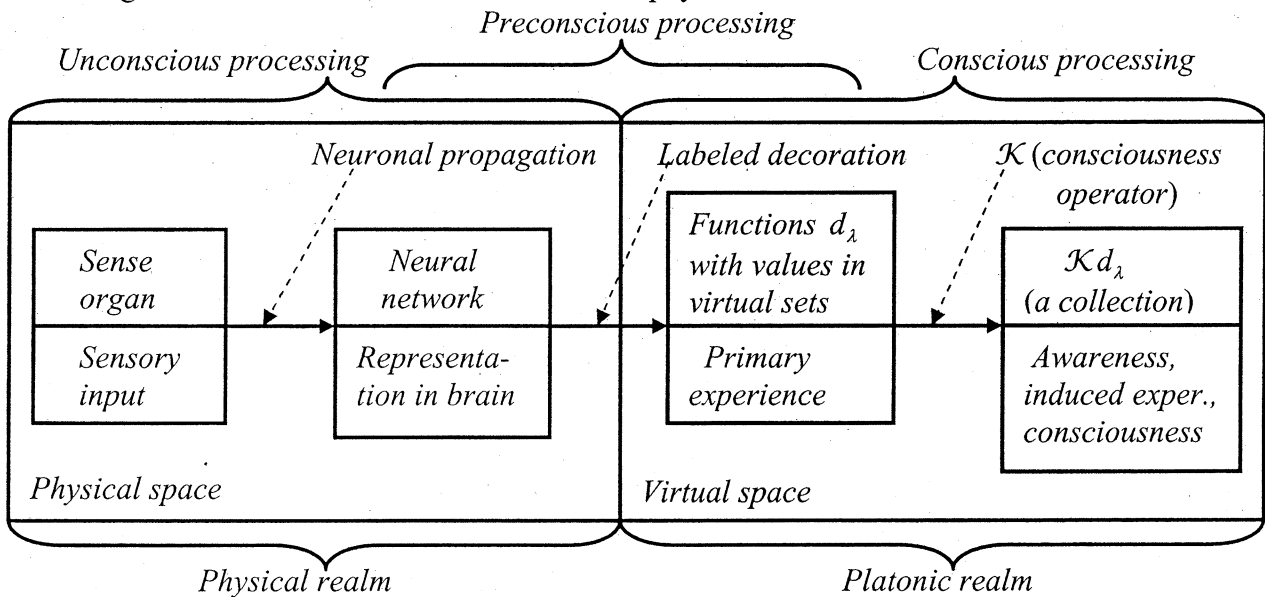 Preconscious processing
Unconscious processing
Conscious processing
Neuronal propagation
Labeled decoration
𝒦 (consciousness
operator)
Sense
organ
Sensory
input
Neural
network
Representa-
tion in brain
Functions d_λ
with values in
virtual sets
Primary
experience
𝒦d_λ
(a collection)
Awareness,
induced exper.,
consciousness
Physical space
Virtual space
Physical realm
Platonic realm